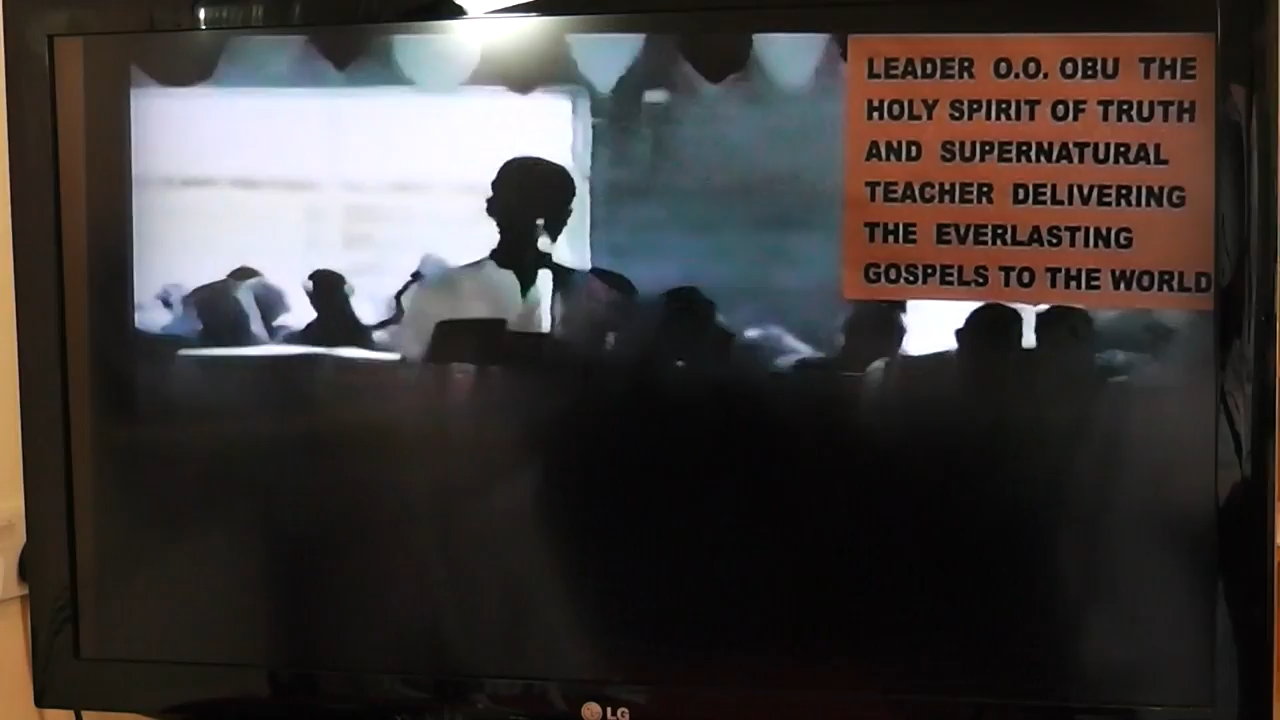 LEADER O.O. OBU THE
HOLY SPIRIT OF TRUTH
AND SUPERNATURAL
TEACHER DELIVERING
THE EVERLASTING
GOSPELS TO THE WORLD
LG